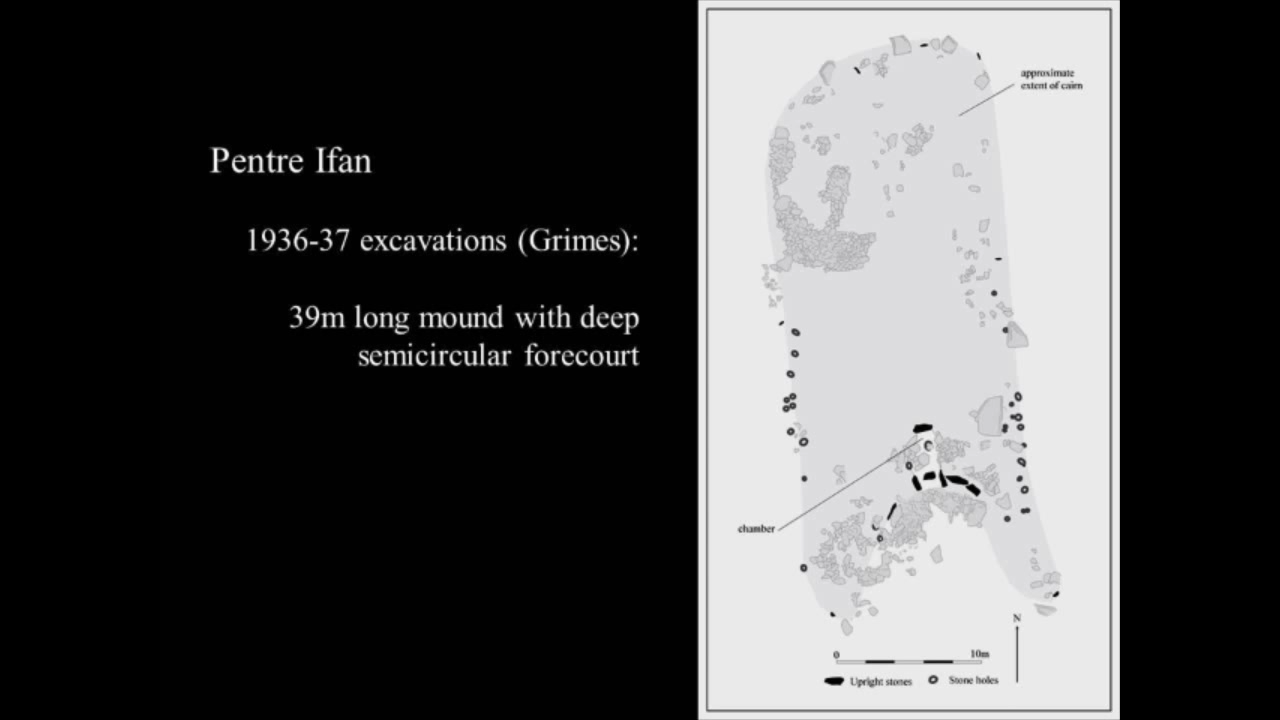 Pentre Ifan
1936-37 excavations (Grimes):
39m long mound with deep
semicircular forecourt
approximate
extent of cairn
chamber
N
0 10m
Upright stones Stone holes